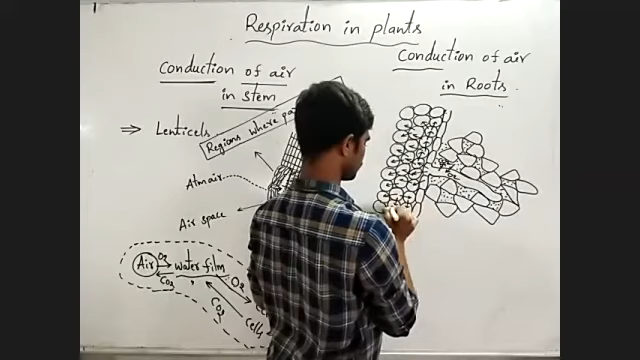 Respiration in plants
Conduction of air
in stem
⇒ Lenticels
Regions where
Atm air
Air space
Air
O2
CO2
water film
O2
CO2
Cells
Conduction of air
in Roots.